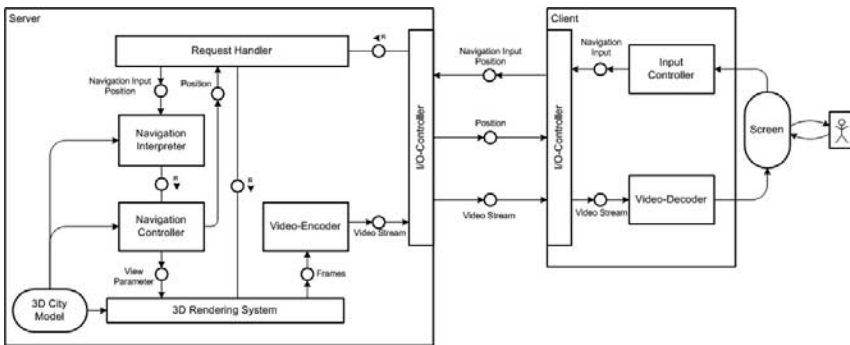 Server
Request Handler
R
Navigation Input
Position
Position
Navigation
Interpreter
R
R
Navigation
Controller
Video-Encoder
Video Stream
View
Parameter
Frames
3D City
Model
3D Rendering System
I/O-Controller
Navigation Input
Position
Position
Video Stream
Client
I/O-Controller
Navigation
Input
Input
Controller
Screen
Video-Decoder
Video Stream